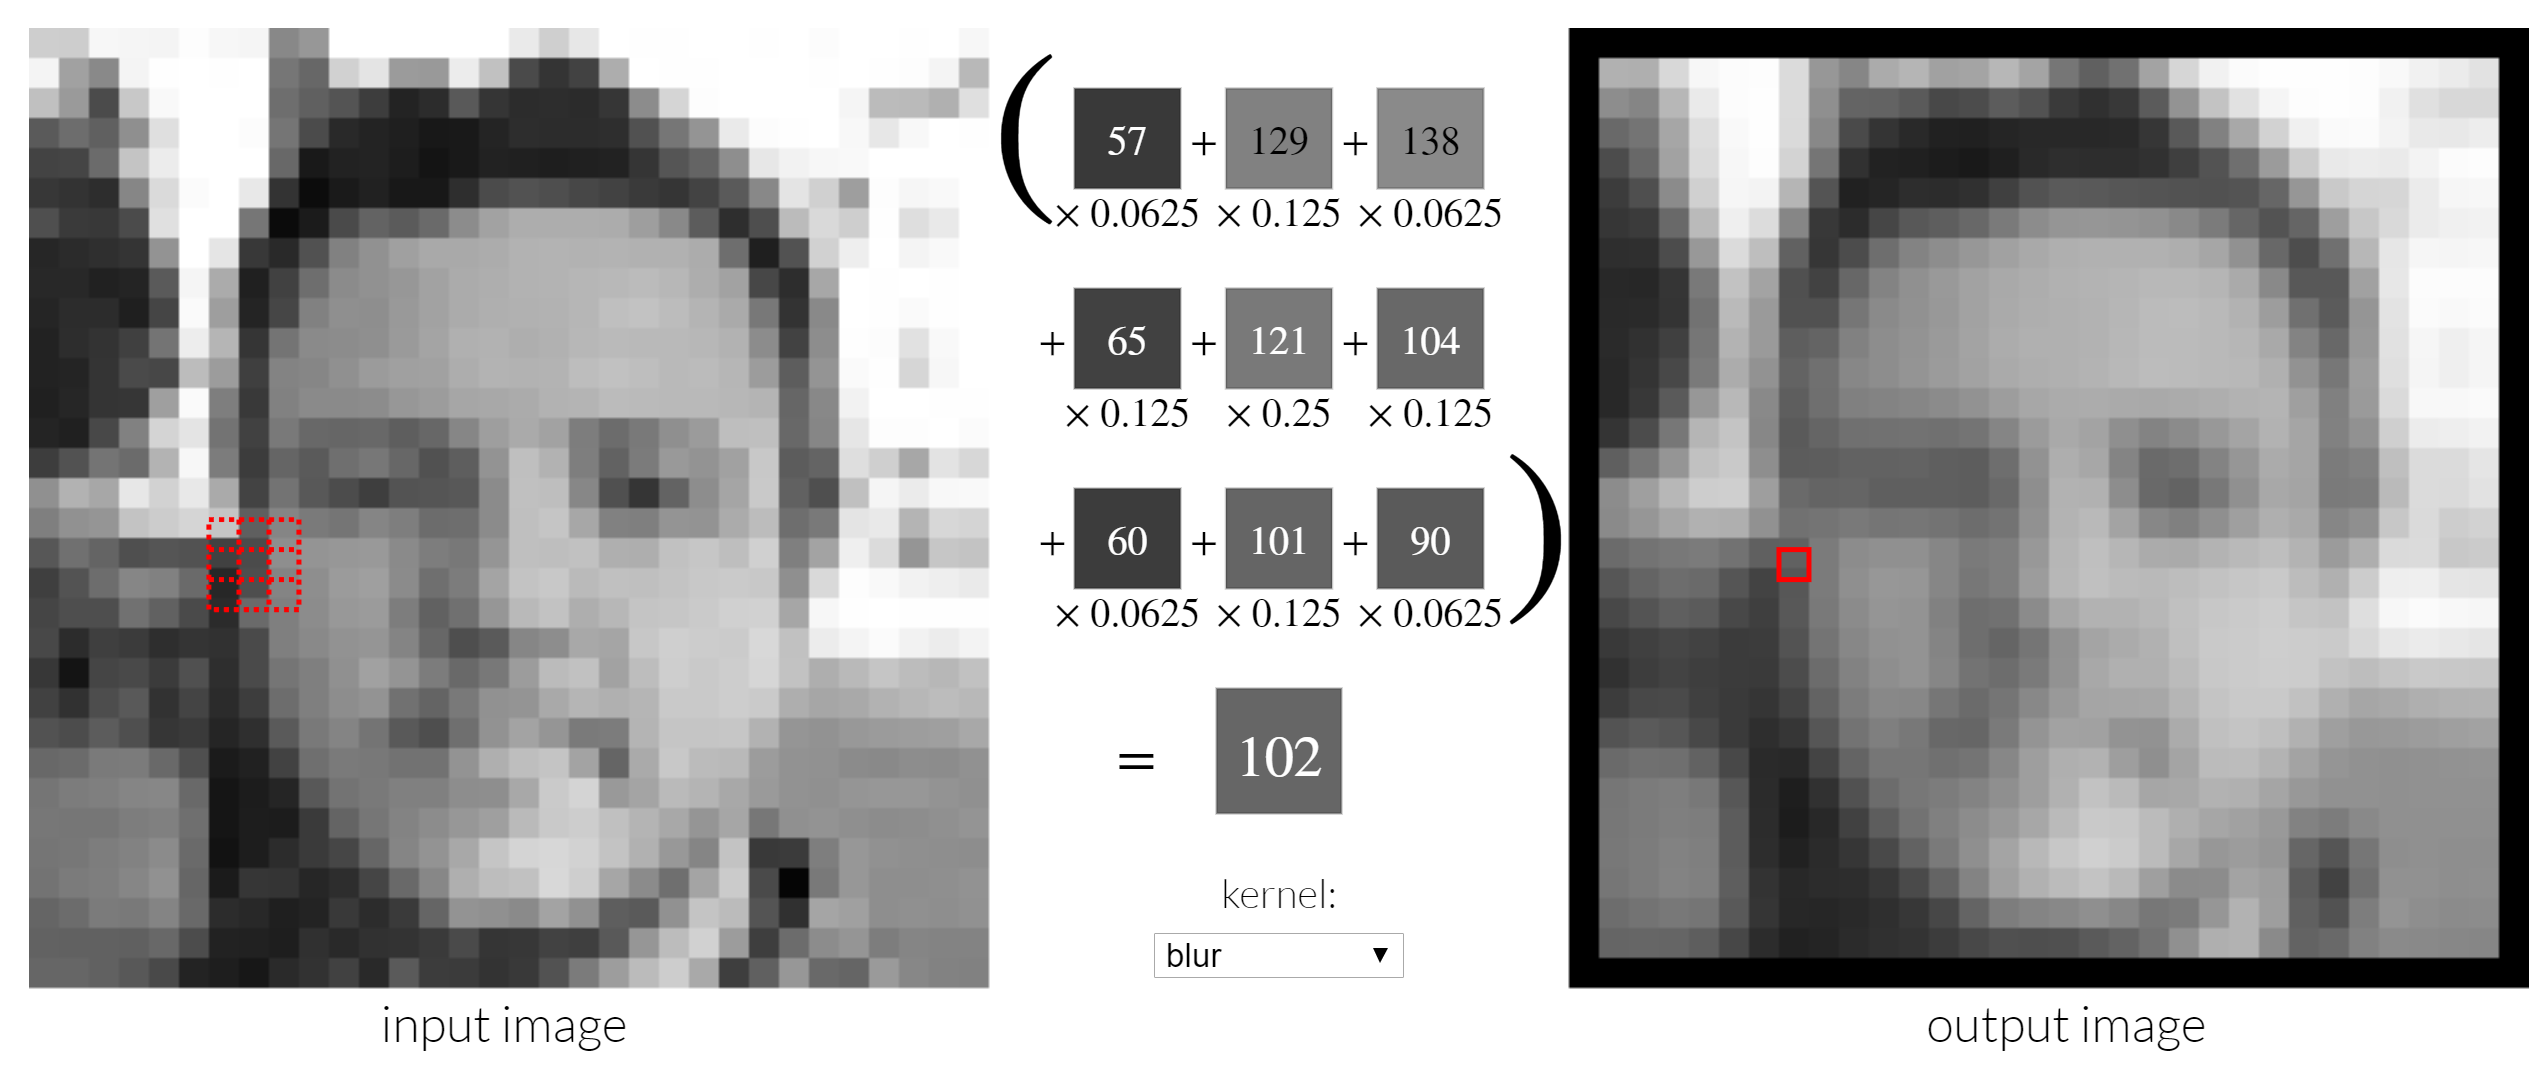 57 + 129 + 138
× 0.0625 × 0.125 × 0.0625
+ 65 + 121 + 104
× 0.125 × 0.25 × 0.125
+ 60 + 101 + 90
× 0.0625 × 0.125 × 0.0625
= 102
kernel:
blur
input image
output image